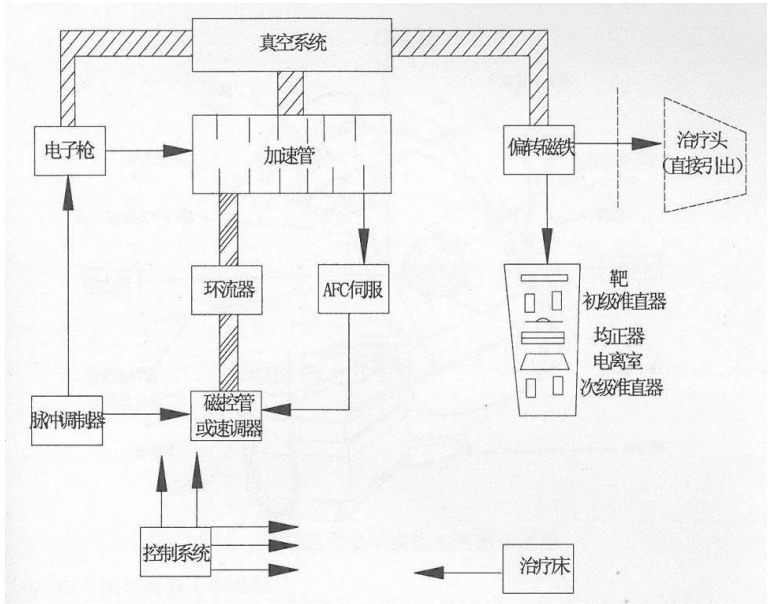 真空系统
电子枪
加速管
偏转磁铁
治疗头
(直接引出)
环流器
AFC伺服
靶
初级准直器
均正器
电离室
次级准直器
脉冲调制器
磁控管
或速调器
控制系统
治疗床